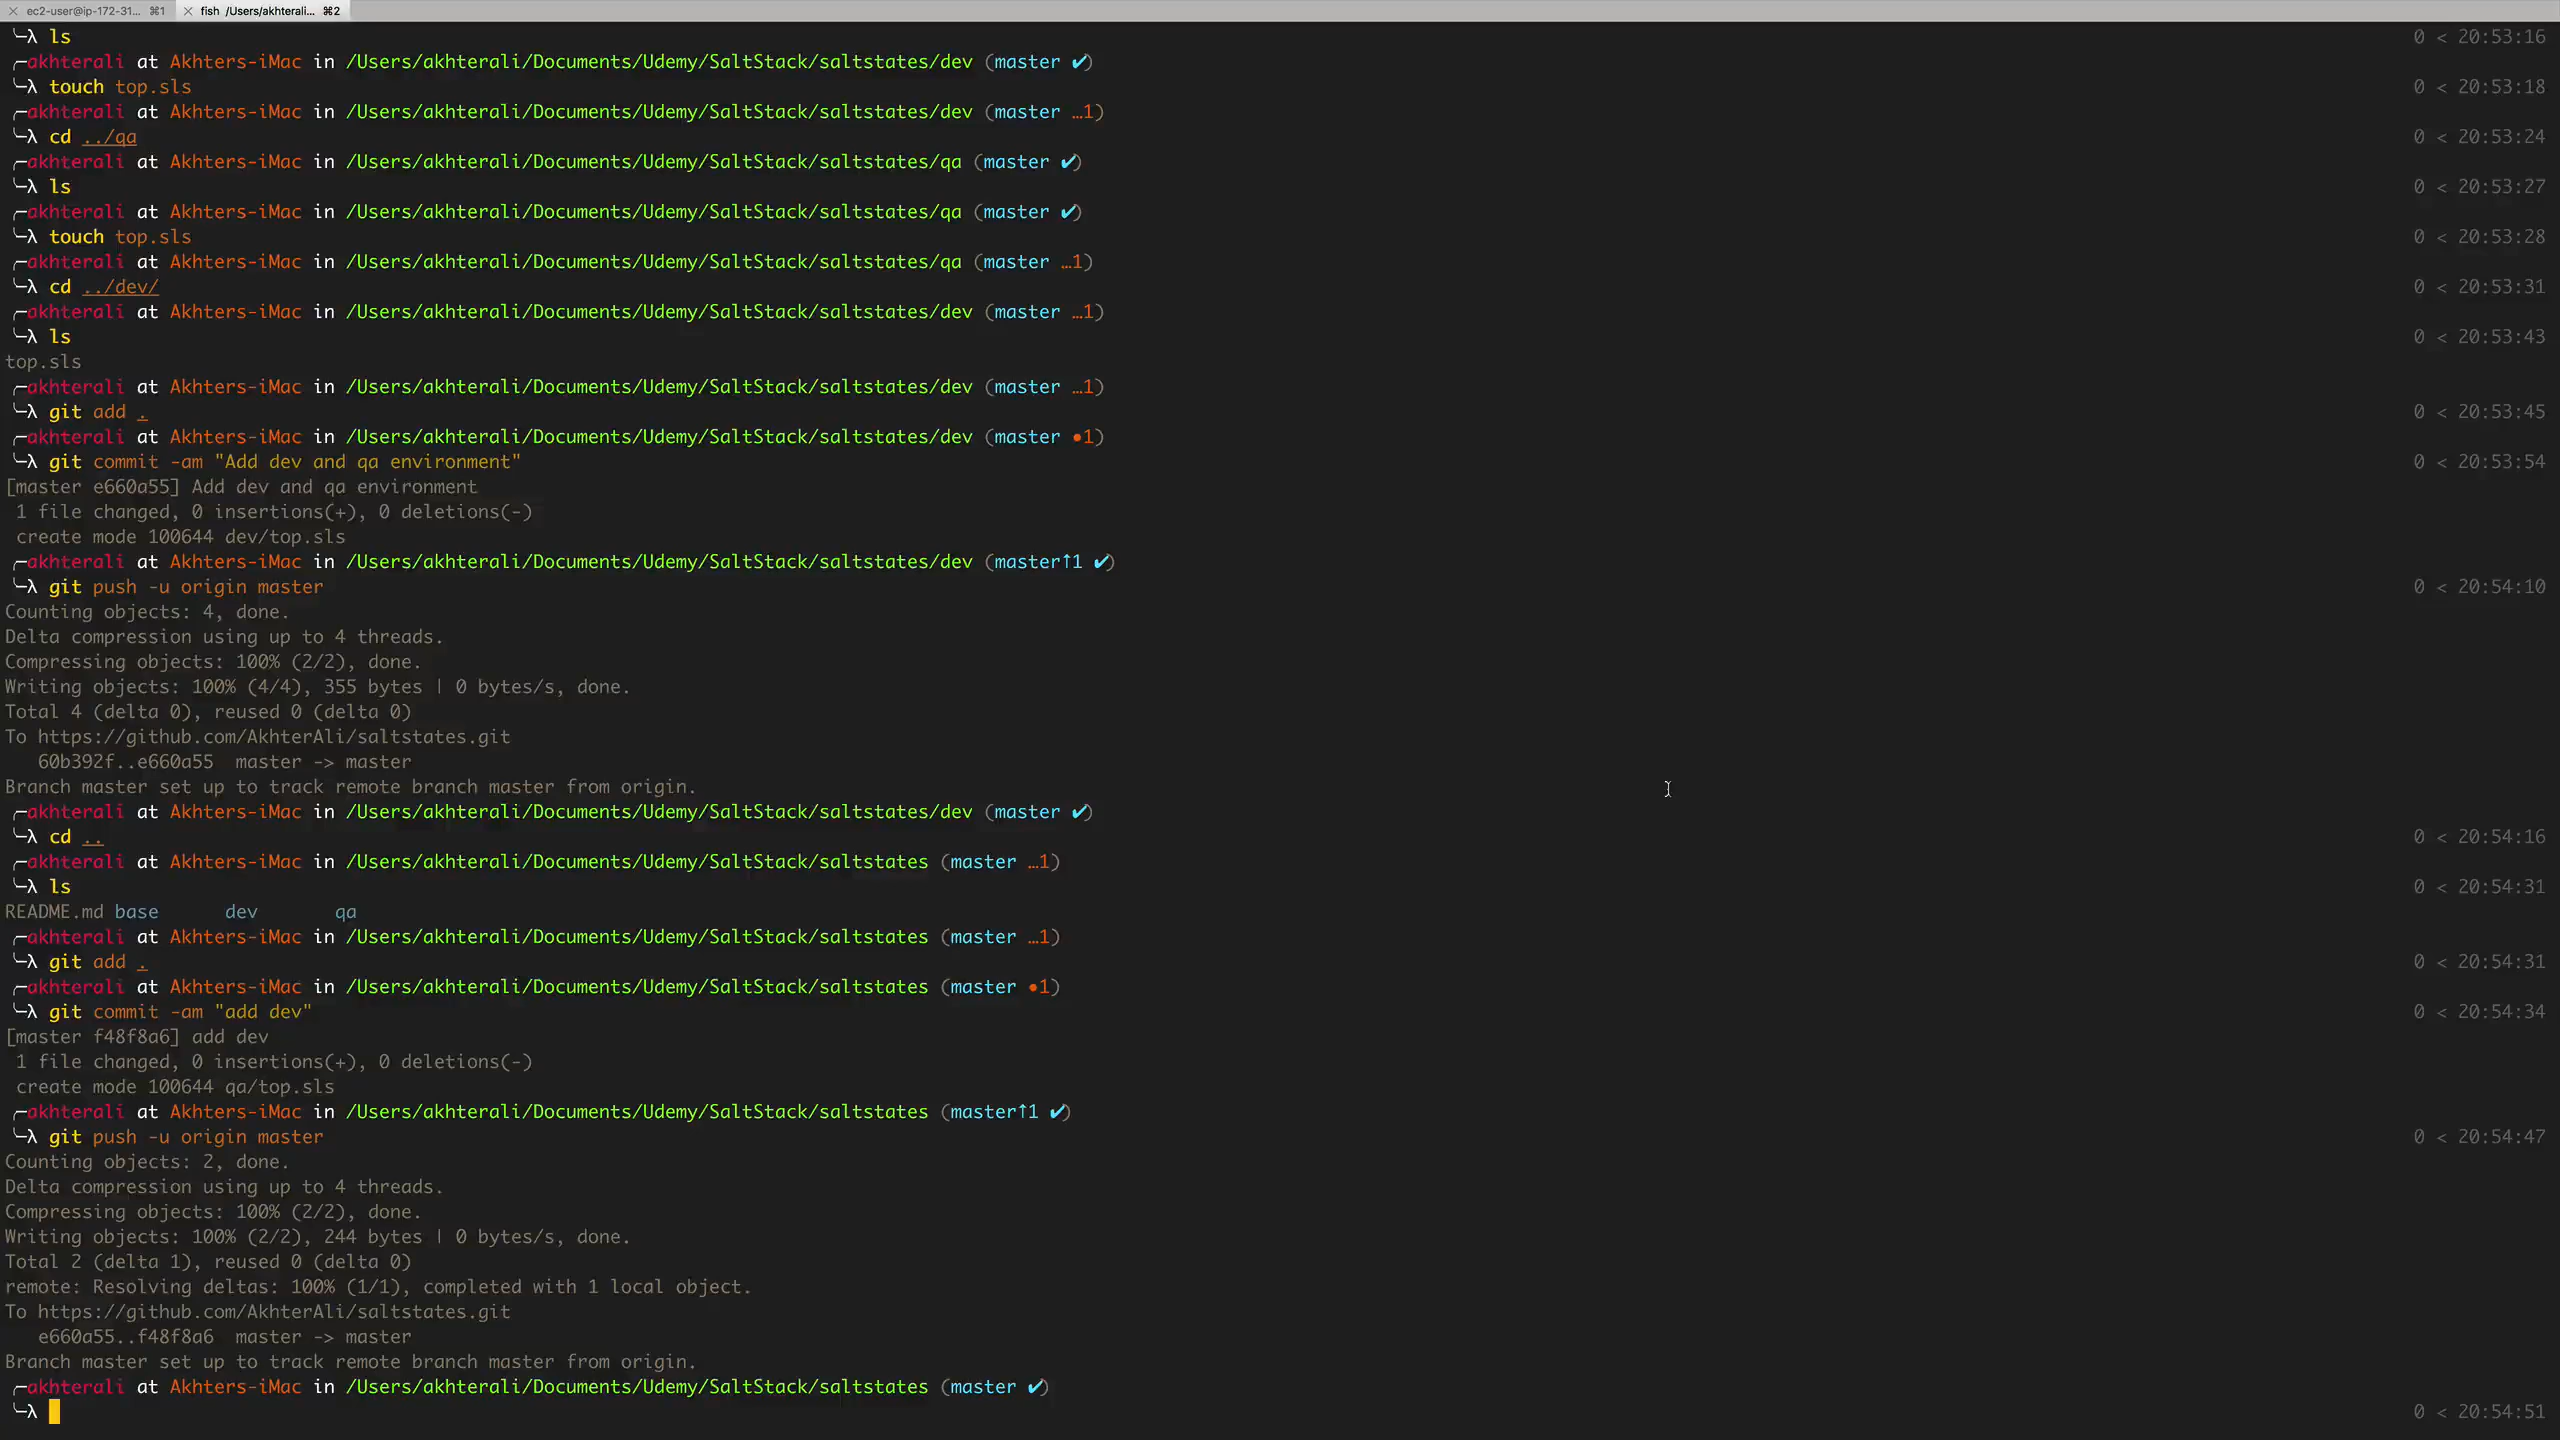 ec2-user@ip-172-31... ⌘1 fish /Users/akhterali... ⌘2
╰─λ ls 0 < 20:53:16
╭─akhterali at Akhters-iMac in /Users/akhterali/Documents/Udemy/SaltStack/saltstates/dev (master ✔)
╰─λ touch top.sls 0 < 20:53:18
╭─akhterali at Akhters-iMac in /Users/akhterali/Documents/Udemy/SaltStack/saltstates/dev (master …1)
╰─λ cd ../qa 0 < 20:53:24
╭─akhterali at Akhters-iMac in /Users/akhterali/Documents/Udemy/SaltStack/saltstates/qa (master ✔)
╰─λ ls 0 < 20:53:27
╭─akhterali at Akhters-iMac in /Users/akhterali/Documents/Udemy/SaltStack/saltstates/qa (master ✔)
╰─λ touch top.sls 0 < 20:53:28
╭─akhterali at Akhters-iMac in /Users/akhterali/Documents/Udemy/SaltStack/saltstates/qa (master …1)
╰─λ cd ../dev/ 0 < 20:53:31
╭─akhterali at Akhters-iMac in /Users/akhterali/Documents/Udemy/SaltStack/saltstates/dev (master …1)
╰─λ ls 0 < 20:53:43
top.sls
╭─akhterali at Akhters-iMac in /Users/akhterali/Documents/Udemy/SaltStack/saltstates/dev (master …1)
╰─λ git add . 0 < 20:53:45
╭─akhterali at Akhters-iMac in /Users/akhterali/Documents/Udemy/SaltStack/saltstates/dev (master •1)
╰─λ git commit -am "Add dev and qa environment" 0 < 20:53:54
[master e660a55] Add dev and qa environment
 1 file changed, 0 insertions(+), 0 deletions(-)
 create mode 100644 dev/top.sls
╭─akhterali at Akhters-iMac in /Users/akhterali/Documents/Udemy/SaltStack/saltstates/dev (master↑1 ✔)
╰─λ git push -u origin master 0 < 20:54:10
Counting objects: 4, done.
Delta compression using up to 4 threads.
Compressing objects: 100% (2/2), done.
Writing objects: 100% (4/4), 355 bytes | 0 bytes/s, done.
Total 4 (delta 0), reused 0 (delta 0)
To https://github.com/AkhterAli/saltstates.git
   60b392f..e660a55  master -> master
Branch master set up to track remote branch master from origin.
╭─akhterali at Akhters-iMac in /Users/akhterali/Documents/Udemy/SaltStack/saltstates/dev (master ✔)
╰─λ cd .. 0 < 20:54:16
╭─akhterali at Akhters-iMac in /Users/akhterali/Documents/Udemy/SaltStack/saltstates (master …1)
╰─λ ls 0 < 20:54:31
README.md base      dev       qa
╭─akhterali at Akhters-iMac in /Users/akhterali/Documents/Udemy/SaltStack/saltstates (master …1)
╰─λ git add . 0 < 20:54:31
╭─akhterali at Akhters-iMac in /Users/akhterali/Documents/Udemy/SaltStack/saltstates (master •1)
╰─λ git commit -am "add dev" 0 < 20:54:34
[master f48f8a6] add dev
 1 file changed, 0 insertions(+), 0 deletions(-)
 create mode 100644 qa/top.sls
╭─akhterali at Akhters-iMac in /Users/akhterali/Documents/Udemy/SaltStack/saltstates (master↑1 ✔)
╰─λ git push -u origin master 0 < 20:54:47
Counting objects: 2, done.
Delta compression using up to 4 threads.
Compressing objects: 100% (2/2), done.
Writing objects: 100% (2/2), 244 bytes | 0 bytes/s, done.
Total 2 (delta 1), reused 0 (delta 0)
remote: Resolving deltas: 100% (1/1), completed with 1 local object.
To https://github.com/AkhterAli/saltstates.git
   e660a55..f48f8a6  master -> master
Branch master set up to track remote branch master from origin.
╭─akhterali at Akhters-iMac in /Users/akhterali/Documents/Udemy/SaltStack/saltstates (master ✔)
╰─λ 0 < 20:54:51